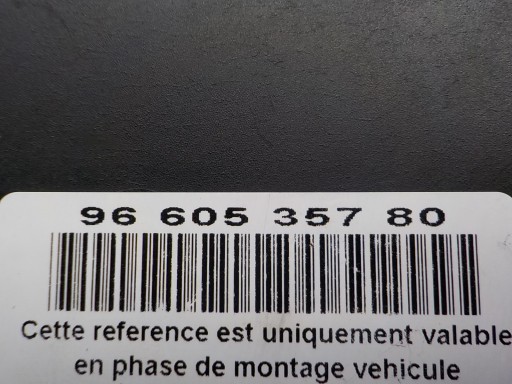 96 605 357 80
Cette reference est uniquement valable
en phase de montage vehicule